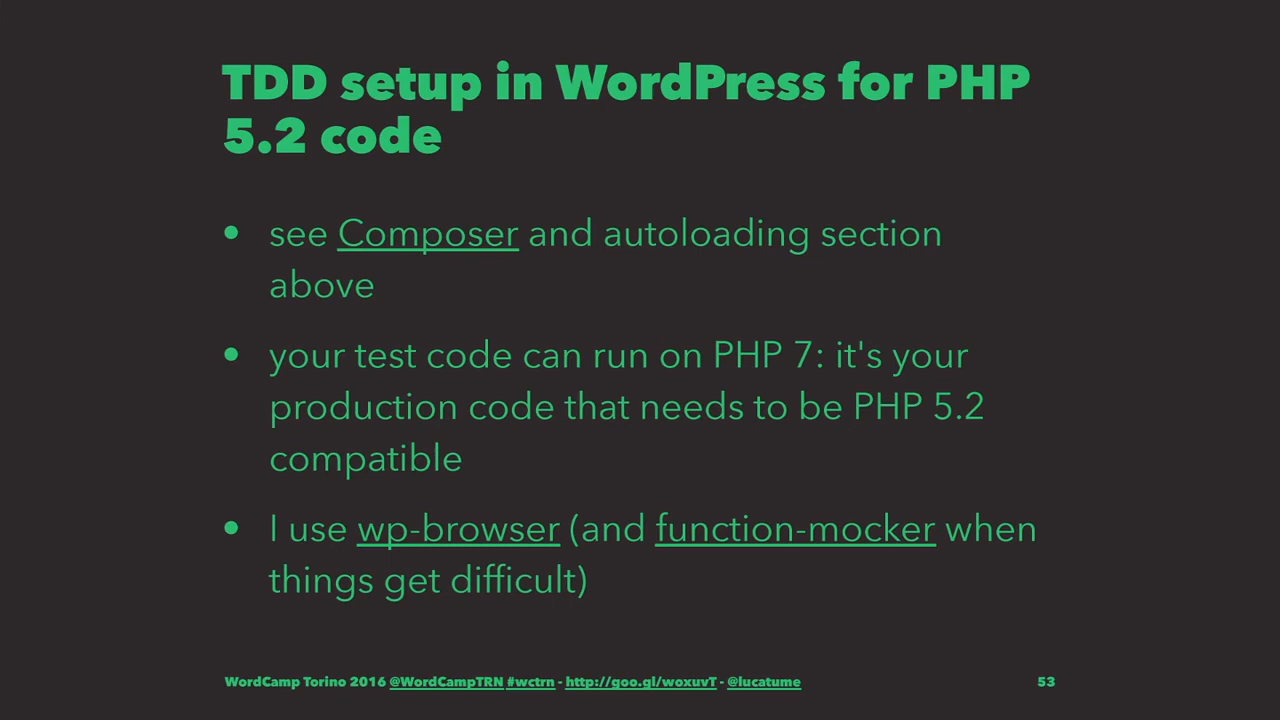 TDD setup in WordPress for PHP
5.2 code
• see Composer and autoloading section
above
• your test code can run on PHP 7: it's your
production code that needs to be PHP 5.2
compatible
• I use wp-browser (and function-mocker when
things get difficult)
WordCamp Torino 2016 @WordCampTRN #wctrn - http://goo.gl/woxuvT - @lucatume 53